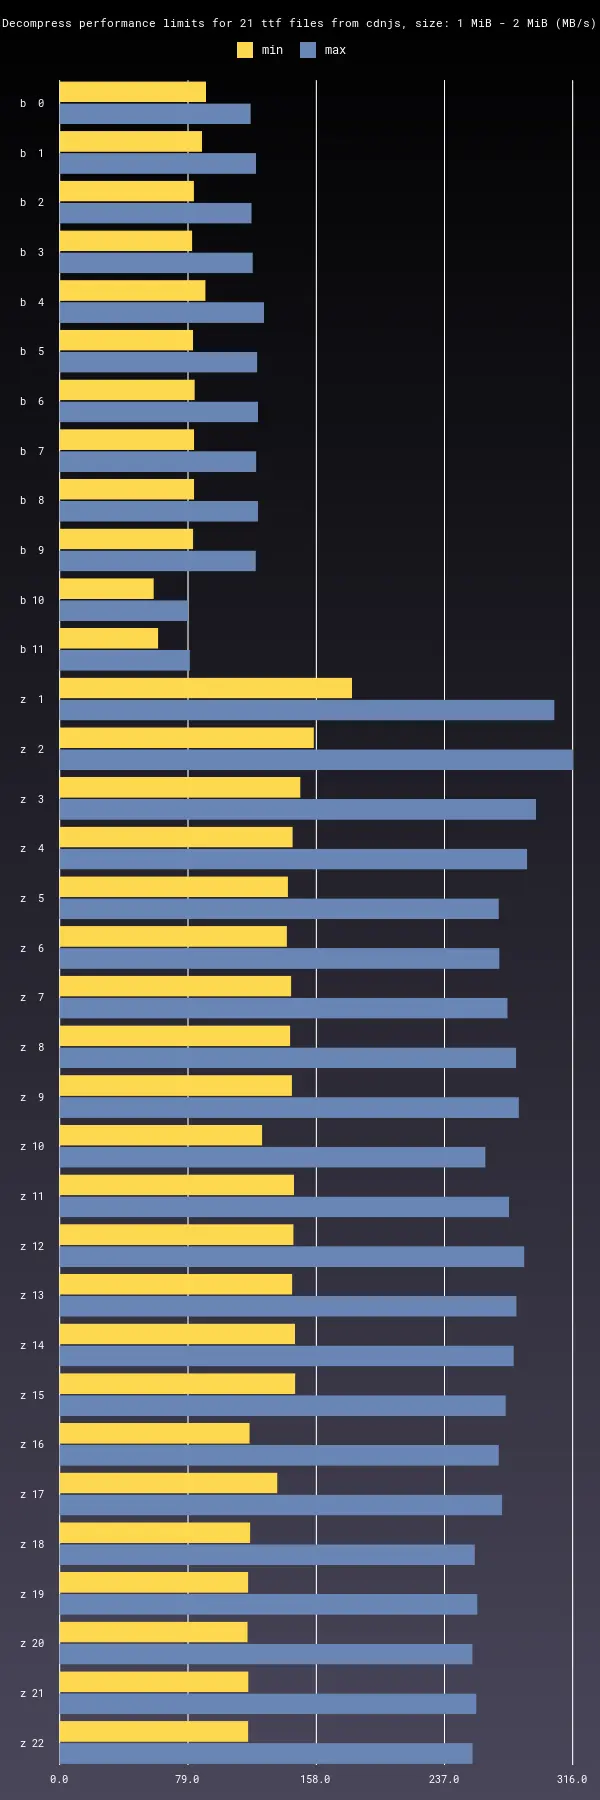 Decompress performance limits for 21 ttf files from cdnjs, size: 1 MiB - 2 MiB (MB/s)
min max
b 0
b 1
b 2
b 3
b 4
b 5
b 6
b 7
b 8
b 9
b 10
b 11
z 1
z 2
z 3
z 4
z 5
z 6
z 7
z 8
z 9
z 10
z 11
z 12
z 13
z 14
z 15
z 16
z 17
z 18
z 19
z 20
z 21
z 22
0.0 79.0 158.0 237.0 316.0